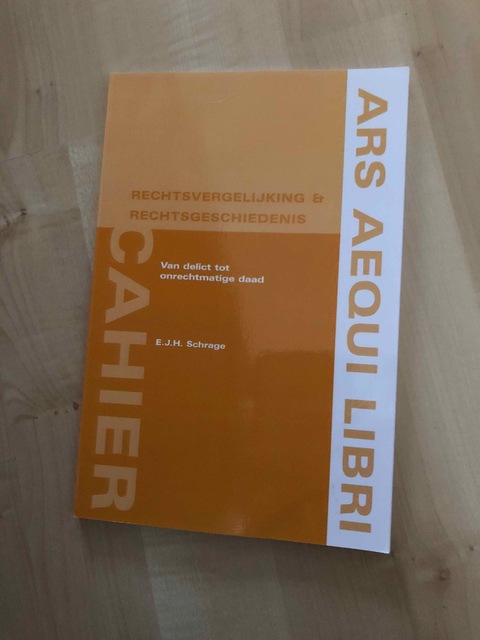 ARS AEQUI LIBRI
RECHTSVERGELIJKING &
RECHTSGESCHIEDENIS
CAHIER
Van delict tot
onrechtmatige daad
E.J.H. Schrage